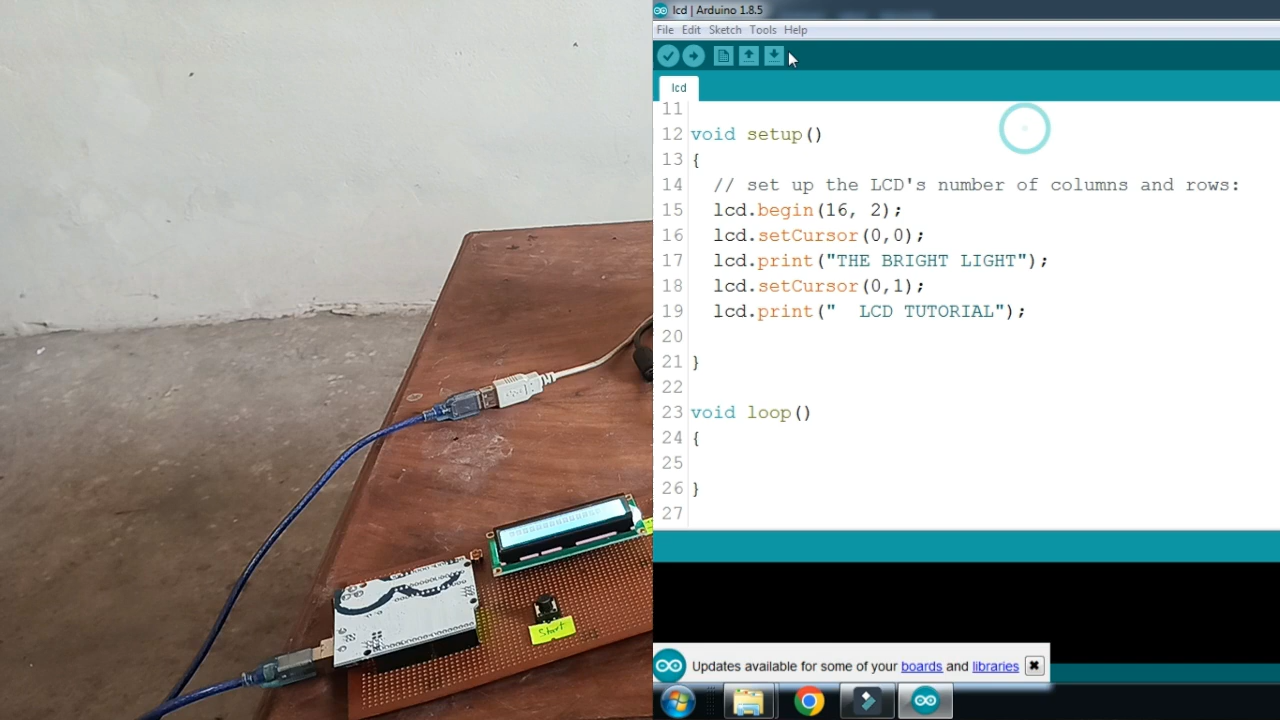 lcd | Arduino 1.8.5
File Edit Sketch Tools Help
lcd
11
12 void setup()
13 {
14 // set up the LCD's number of columns and rows:
15 lcd.begin(16, 2);
16 lcd.setCursor(0,0);
17 lcd.print("THE BRIGHT LIGHT");
18 lcd.setCursor(0,1);
19 lcd.print("  LCD TUTORIAL");
20
21 }
22
23 void loop()
24 {
25
26 }
27
Start
Updates available for some of your boards and libraries